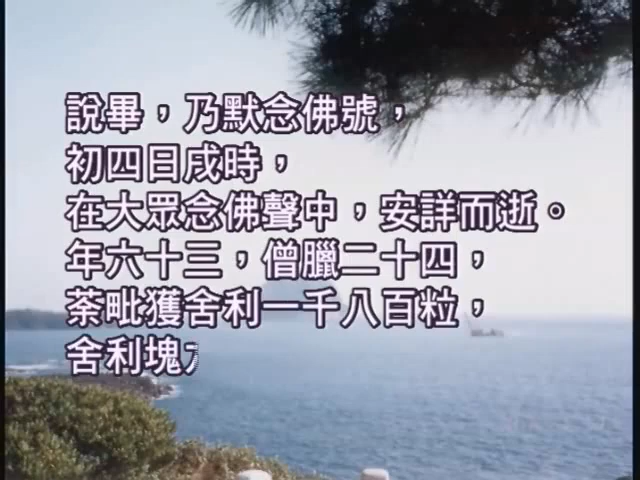 說畢，乃默念佛號，
初四日戌時，
在大眾念佛聲中，安詳而逝。
年六十三，僧臘二十四，
荼毗獲舍利一千八百粒，
舍利塊